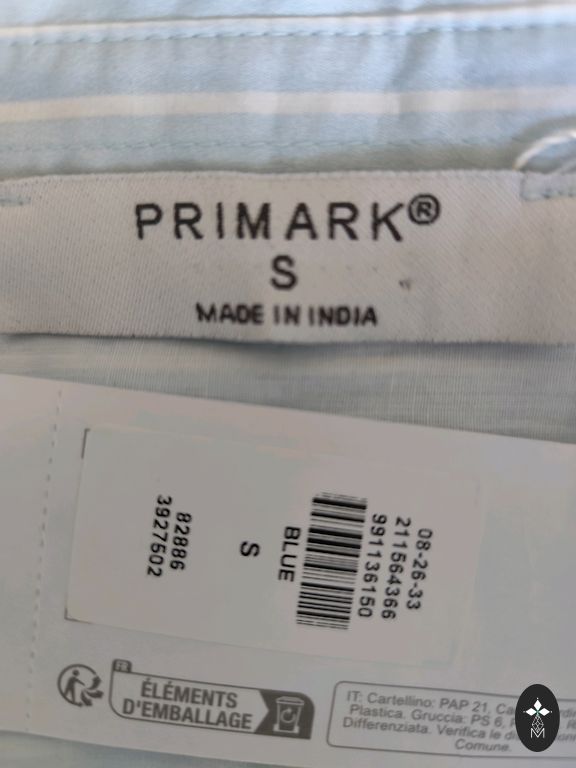 PRIMARK®
S
MADE IN INDIA
08-26-33
211564366
991136150
BLUE
S
82886
3927502
FR
ÉLÉMENTS
D'EMBALLAGE
IT: Cartellino: PAP 21,
Plastica. Gruccia: PS 6,
Differenziata. Verifica le
Comune.
M